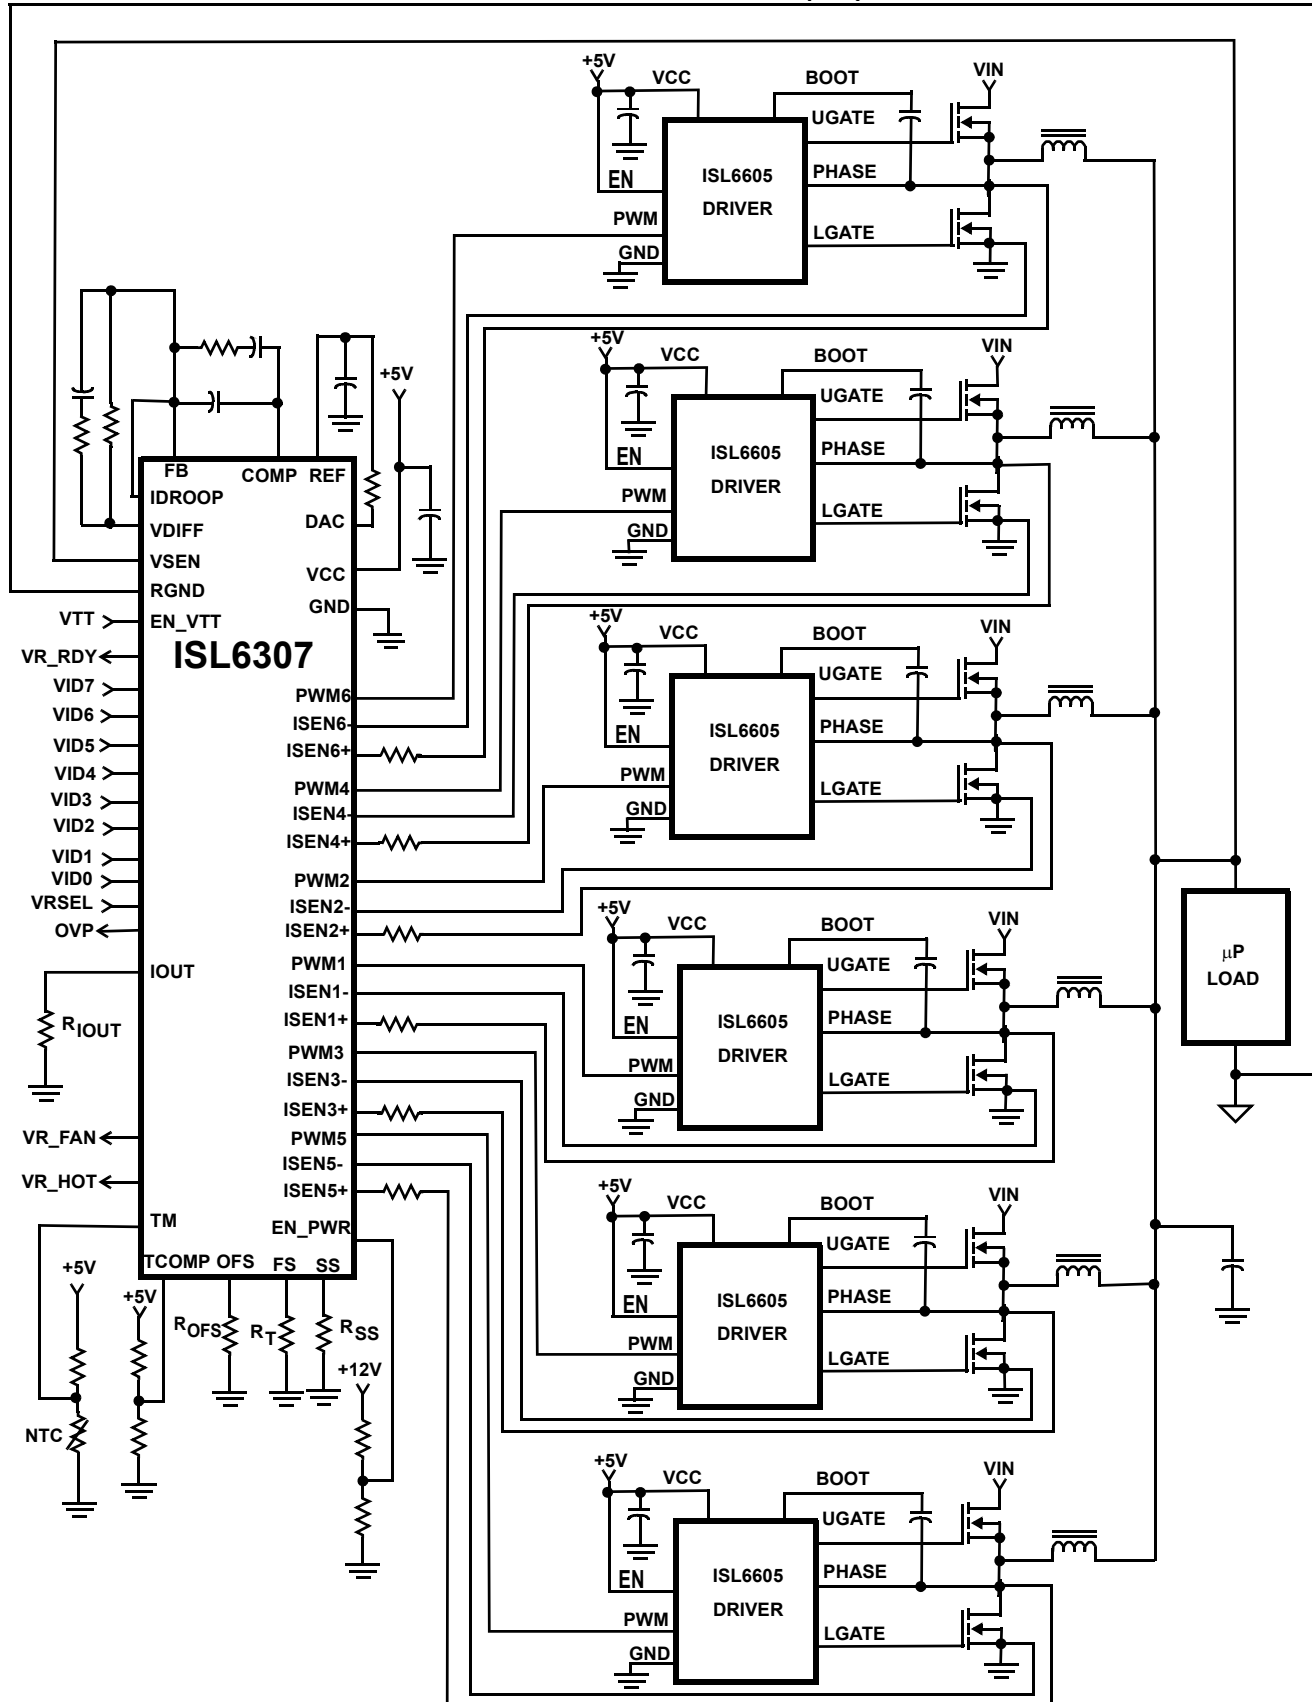 +5V
VCC
BOOT
VIN
UGATE
EN
ISL6605
DRIVER
PHASE
PWM
LGATE
GND
+5V
VCC
BOOT
VIN
UGATE
EN
ISL6605
DRIVER
PHASE
PWM
LGATE
GND
+5V
VCC
BOOT
VIN
UGATE
EN
ISL6605
DRIVER
PHASE
PWM
LGATE
GND
+5V
VCC
BOOT
VIN
UGATE
EN
ISL6605
DRIVER
PHASE
PWM
LGATE
GND
+5V
VCC
BOOT
VIN
UGATE
EN
ISL6605
DRIVER
PHASE
PWM
LGATE
GND
+5V
VCC
BOOT
VIN
UGATE
EN
ISL6605
DRIVER
PHASE
PWM
LGATE
GND
+5V
FB
COMP REF
IDROOP
VDIFF
DAC
VSEN
VCC
RGND
GND
VTT
EN_VTT
ISL6307
VR_RDY
VID7
VID6
VID5
VID4
VID3
VID2
VID1
VID0
VRSEL
OVP
IOUT
RIOUT
VR_FAN
VR_HOT
TM
PWM6
ISEN6-
ISEN6+
PWM4
ISEN4-
ISEN4+
PWM2
ISEN2-
ISEN2+
PWM1
ISEN1-
ISEN1+
PWM3
ISEN3-
ISEN3+
PWM5
ISEN5-
ISEN5+
EN_PWR
TCOMP OFS FS SS
+5V
+5V
ROFS
RT
RSS
+12V
NTC
µP
LOAD